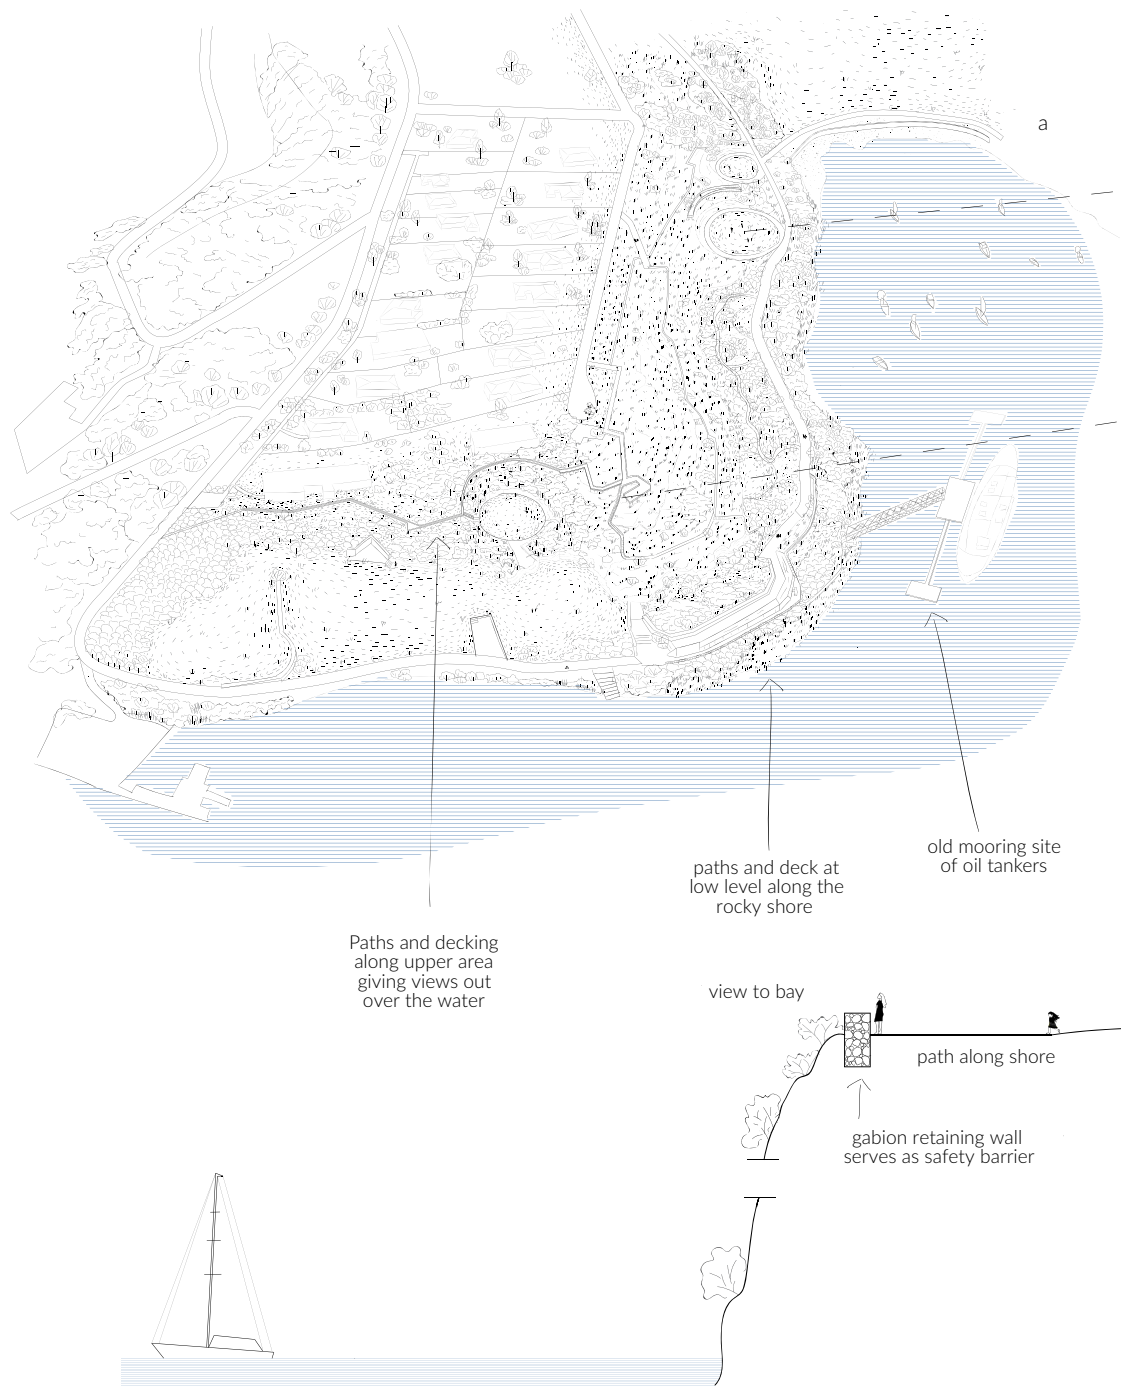 a
old mooring site
of oil tankers
paths and deck at
low level along the
rocky shore
Paths and decking
along upper area
giving views out
over the water
view to bay
path along shore
gabion retaining wall
serves as safety barrier